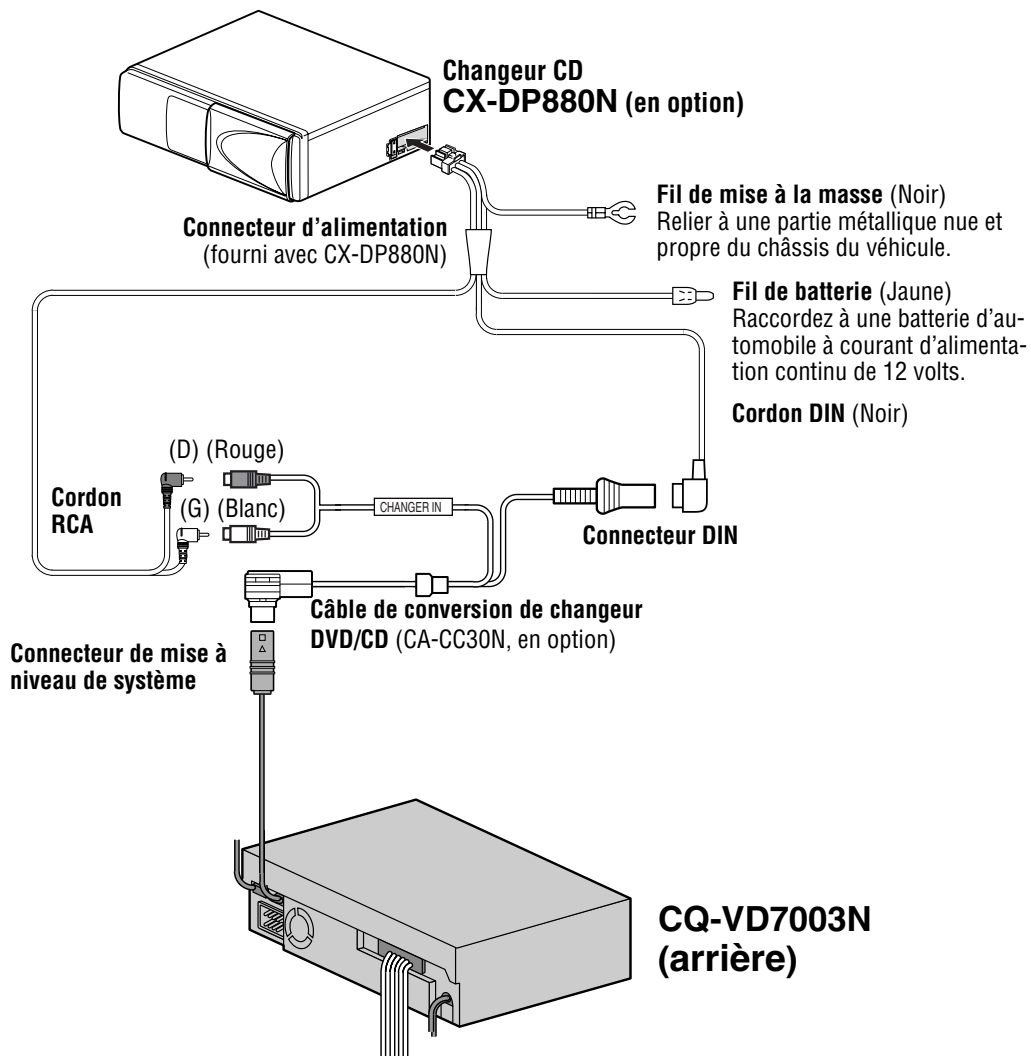 Changeur CD
CX-DP880N (en option)
Connecteur d'alimentation
(fourni avec CX-DP880N)
Fil de mise à la masse (Noir)
Relier à une partie métallique nue et
propre du châssis du véhicule.
Fil de batterie (Jaune)
Raccordez à une batterie d'au-
tomobile à courant d'alimenta-
tion continu de 12 volts.
Cordon DIN (Noir)
(D) (Rouge)
Cordon
RCA
(G) (Blanc)
CHANGER IN
Connecteur DIN
Câble de conversion de changeur
DVD/CD (CA-CC30N, en option)
Connecteur de mise à
niveau de système
CQ-VD7003N
(arrière)